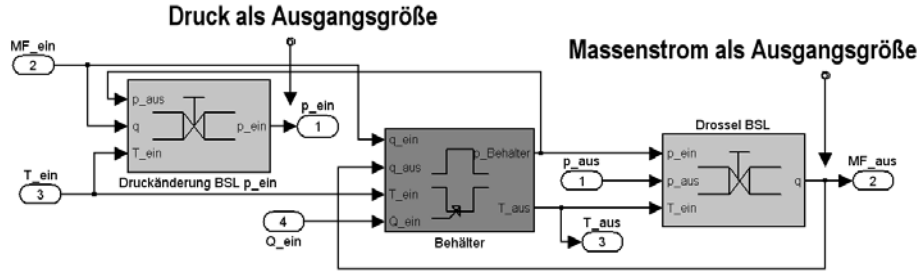 Druck als Ausgangsgröße
Massenstrom als Ausgangsgröße
MF_ein
2
p_aus
q
T_ein
p_ein
Druckänderung BSL p_ein
p_ein
1
T_ein
3
4
Q_ein
q_ein
q_aus
T_ein
Q_ein
p_Behälter
T_aus
Behälter
p_aus
1
T_aus
3
Drossel BSL
p_ein
p_aus
T_ein
q
MF_aus
2